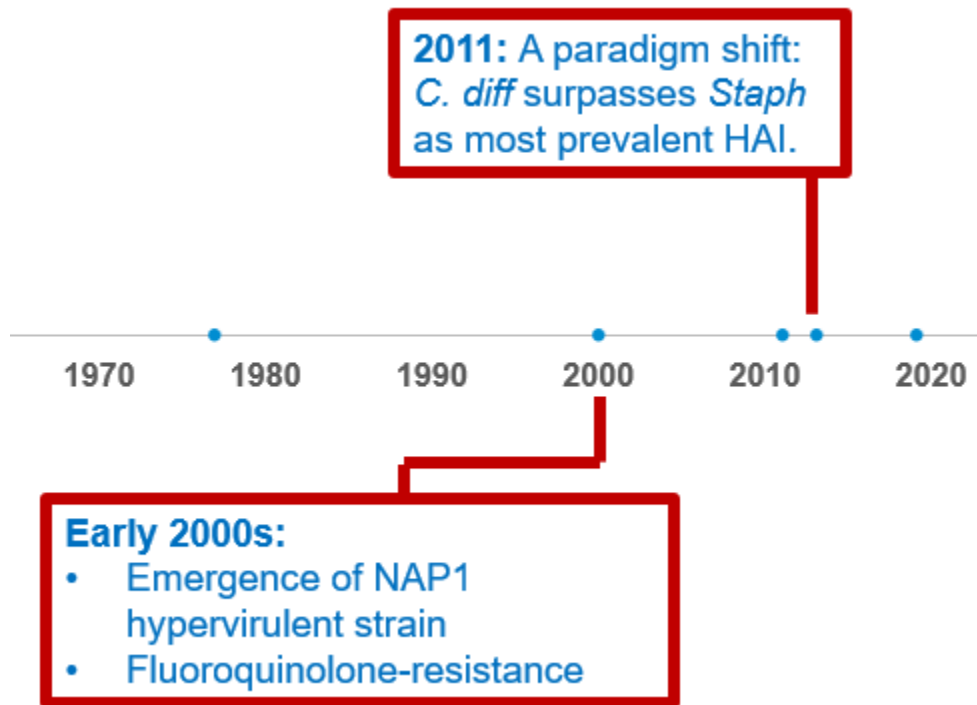 2011: A paradigm shift:
C. diff surpasses Staph
as most prevalent HAI.
1970 1980 1990 2000 2010 2020
Early 2000s:
• Emergence of NAP1
hypervirulent strain
• Fluoroquinolone-resistance